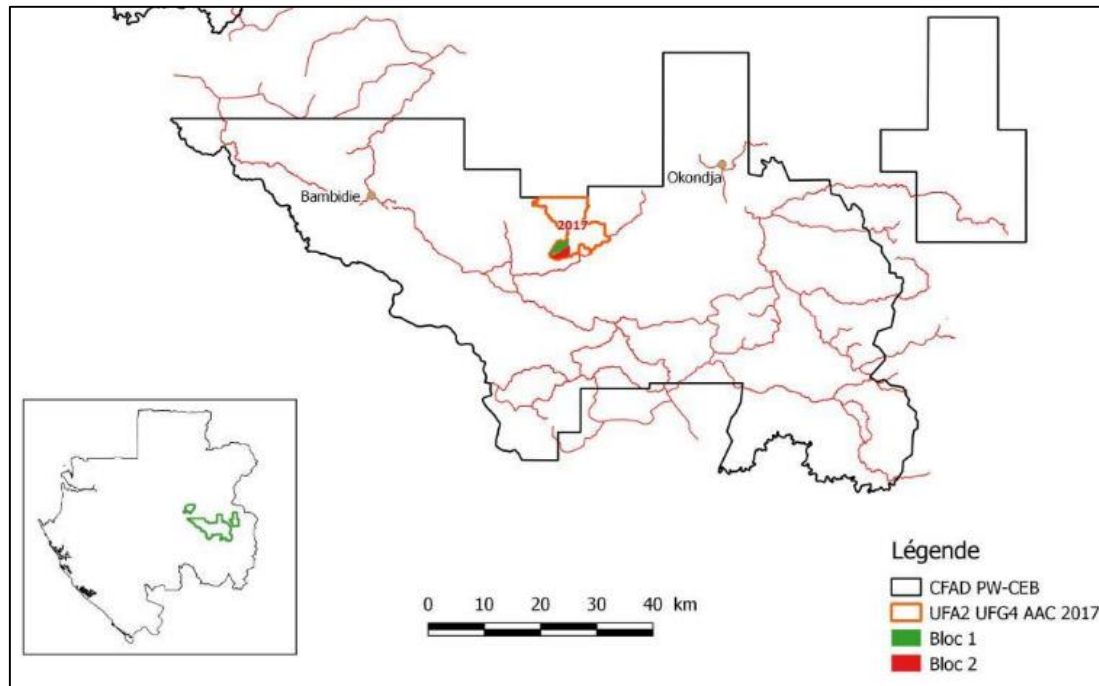 Okondja
Bambidie
2017
Légende
CFAD PW-CEB
UFA2 UFG4 AAC 2017
Bloc 1
Bloc 2
0 10 20 30 40 km